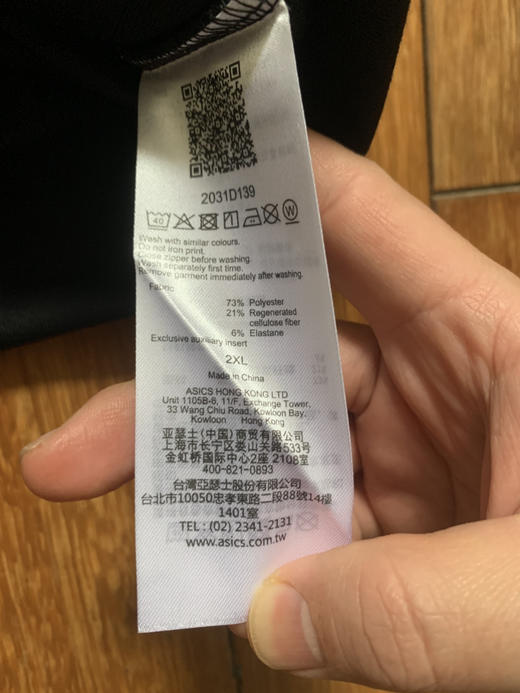 2031D139
40 W
Wash with similar colours.
Do not iron print.
Close zipper before washing.
Wash separately first time.
Remove garment immediately after washing.
Fabric
73% Polyester
21% Regenerated
cellulose fiber
6% Elastane
Exclusive auxiliary insert
2XL
Made in China
ASICS HONG KONG LTD
Unit 1105B-6, 11/F, Exchange Tower,
33 Wang Chiu Road, Kowloon Bay,
Kowloon Hong Kong
亚瑟士(中国)商贸有限公司
上海市长宁区娄山关路533号
金虹桥国际中心2座 2108室
400-821-0893
台灣亞瑟士股份有限公司
台北市10050忠孝東路二段88號14樓
1401室
TEL : (02) 2341-2131
www.asics.com.tw